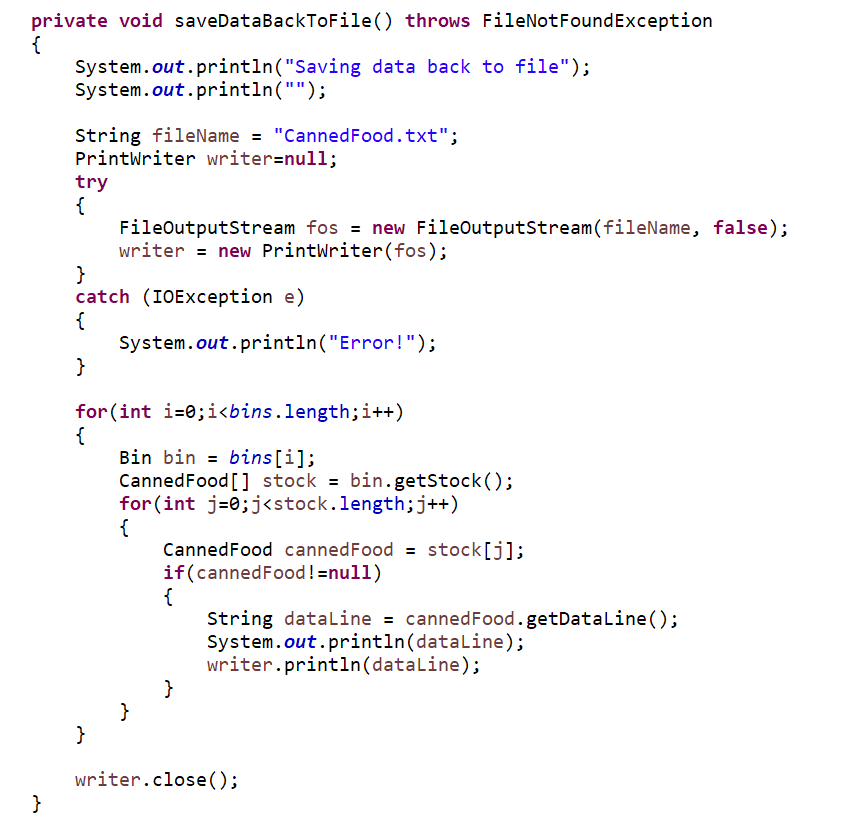 private void saveDataBackToFile() throws FileNotFoundException
{
    System.out.println("Saving data back to file");
    System.out.println("");

    String fileName = "CannedFood.txt";
    PrintWriter writer=null;
    try
    {
        FileOutputStream fos = new FileOutputStream(fileName, false);
        writer = new PrintWriter(fos);
    }
    catch (IOException e)
    {
        System.out.println("Error!");
    }

    for(int i=0;i<bins.length;i++)
    {
        Bin bin = bins[i];
        CannedFood[] stock = bin.getStock();
        for(int j=0;j<stock.length;j++)
        {
            CannedFood cannedFood = stock[j];
            if(cannedFood!=null)
            {
                String dataLine = cannedFood.getDataLine();
                System.out.println(dataLine);
                writer.println(dataLine);
            }
        }
    }

    writer.close();
}